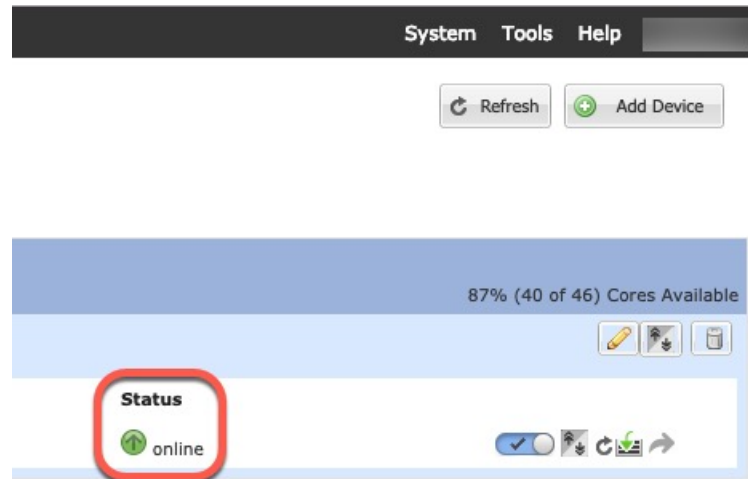 System Tools Help
Refresh Add Device
87% (40 of 46) Cores Available
Status
online